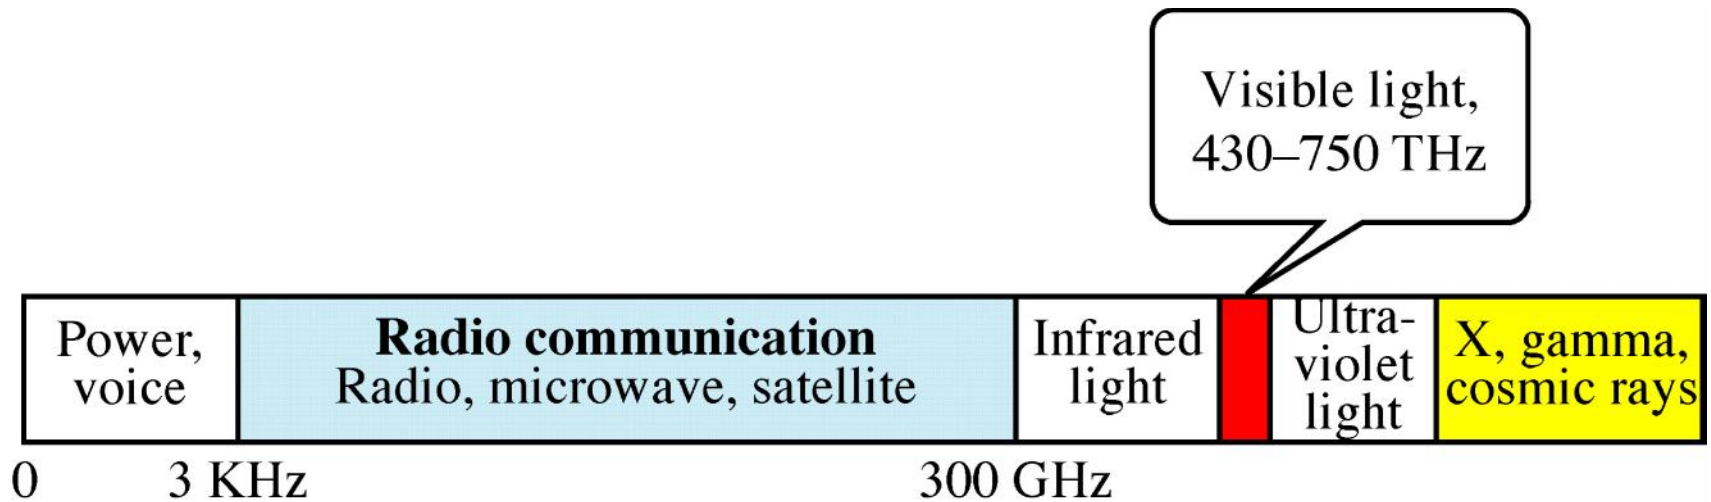 Visible light,
430–750 THz
Power,
voice
Radio communication
Radio, microwave, satellite
Infrared
light
Ultra-
violet
light
X, gamma,
cosmic rays
0
3 KHz
300 GHz